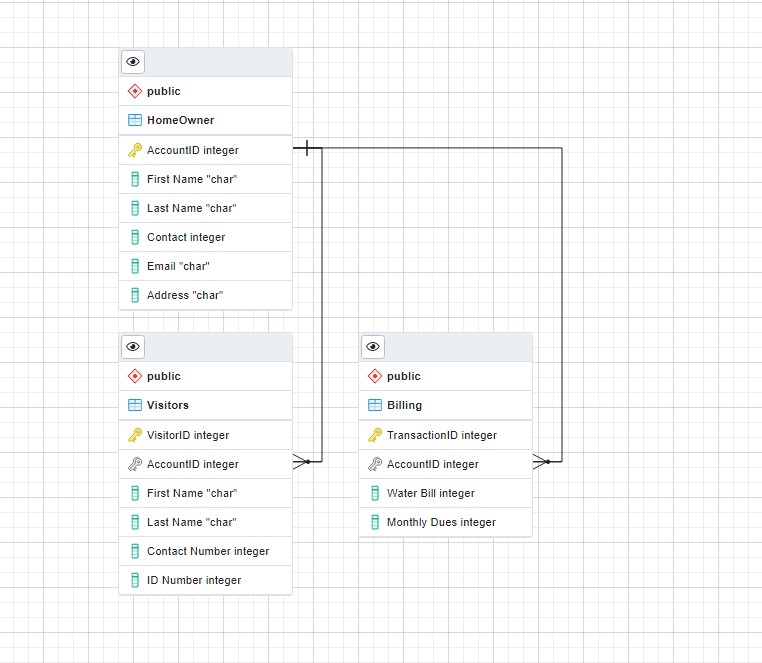 public
HomeOwner
AccountID integer
First Name "char"
Last Name "char"
Contact integer
Email "char"
Address "char"
public
Visitors
VisitorID integer
AccountID integer
First Name "char"
Last Name "char"
Contact Number integer
ID Number integer
public
Billing
TransactionID integer
AccountID integer
Water Bill integer
Monthly Dues integer